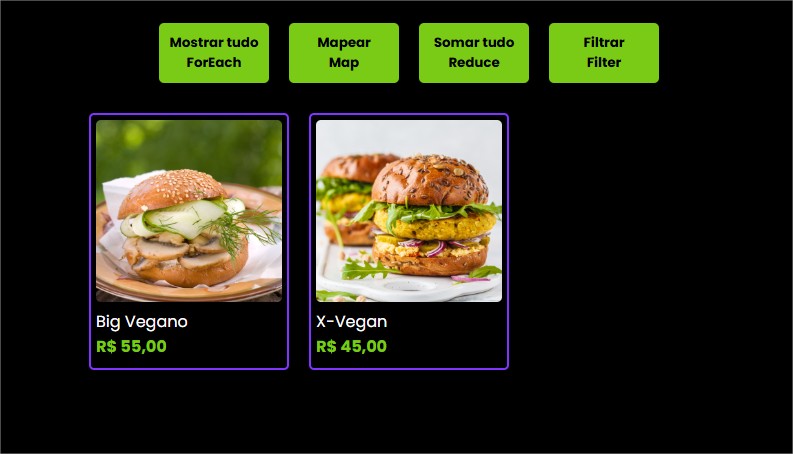 Mostrar tudo
ForEach
Mapear
Map
Somar tudo
Reduce
Filtrar
Filter
Big Vegano
R$ 55,00
X-Vegan
R$ 45,00